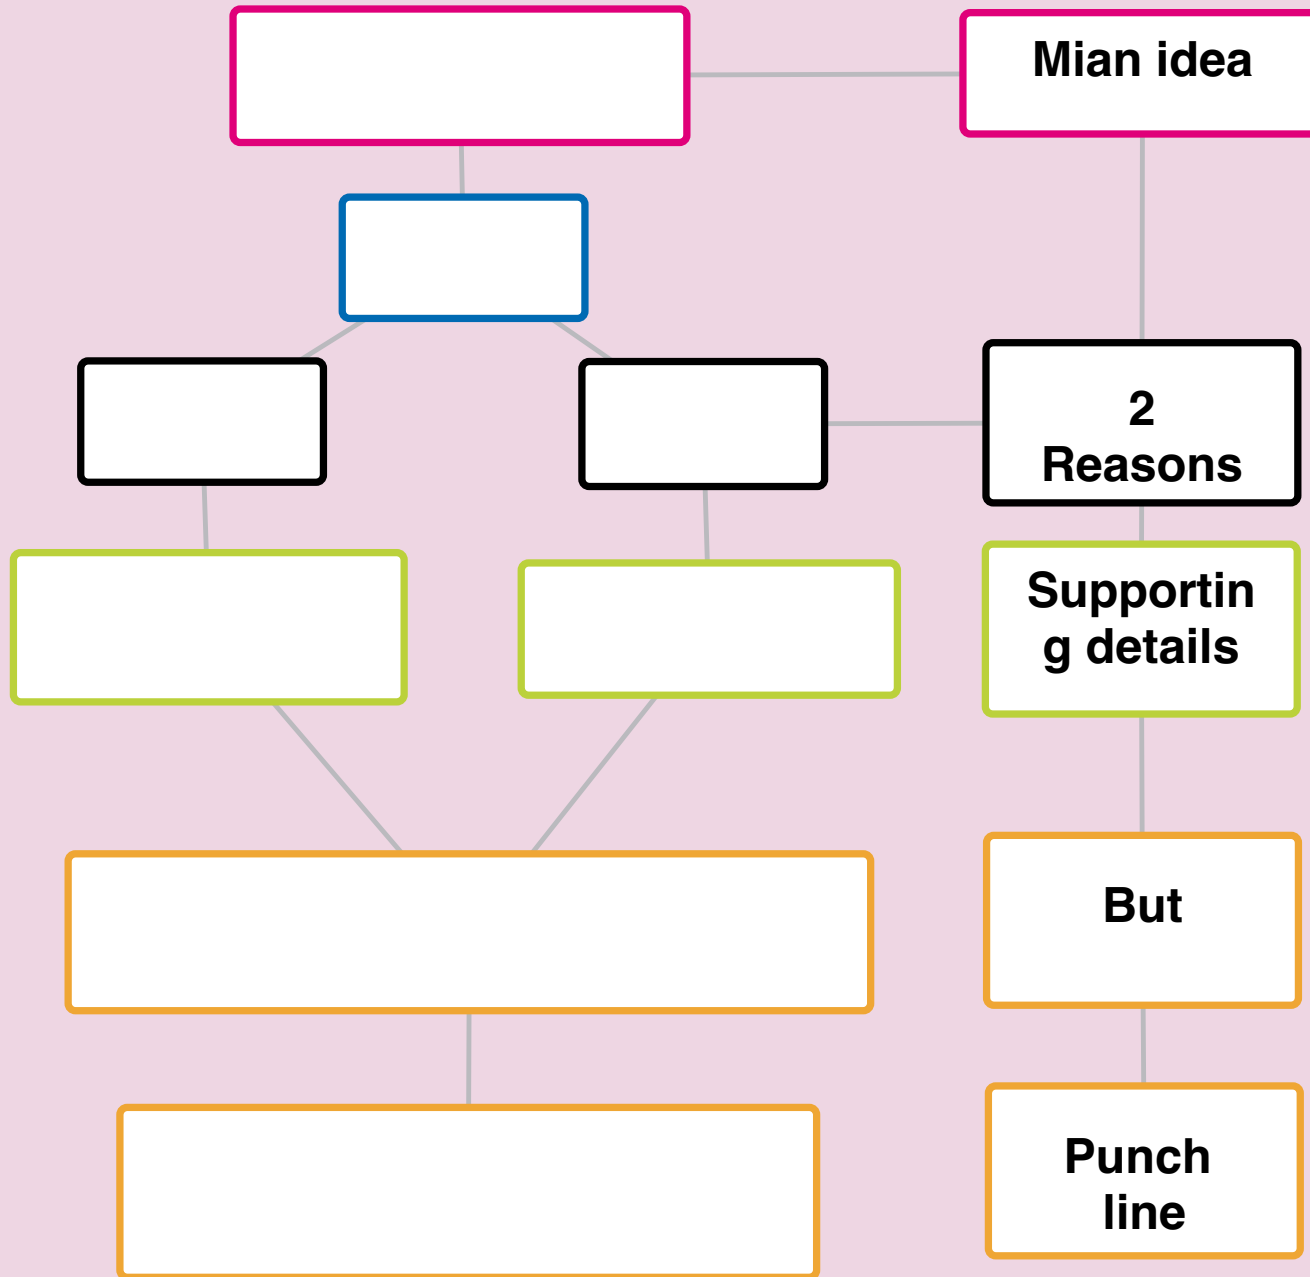 Mian idea
2
Reasons
Supportin
g details
But
Punch
line